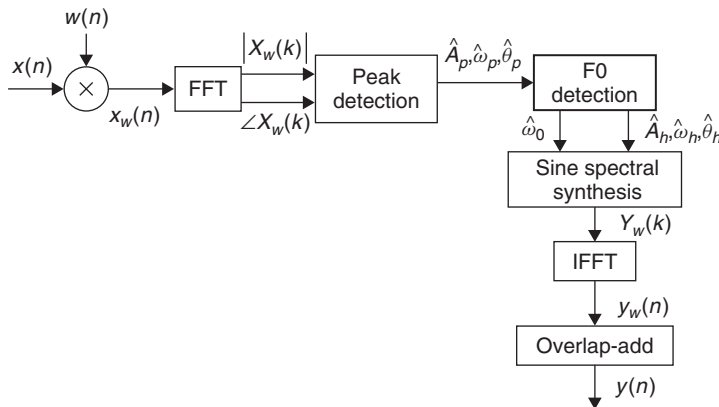 w(n)
x(n)
×
x_w(n)
FFT
|X_w(k)|
∠X_w(k)
Peak
detection
Â_p,ω̂_p,θ̂_p
F0
detection
ω̂_0
Â_h,ω̂_h,θ̂_h
Sine spectral
synthesis
Y_w(k)
IFFT
y_w(n)
Overlap-add
y(n)